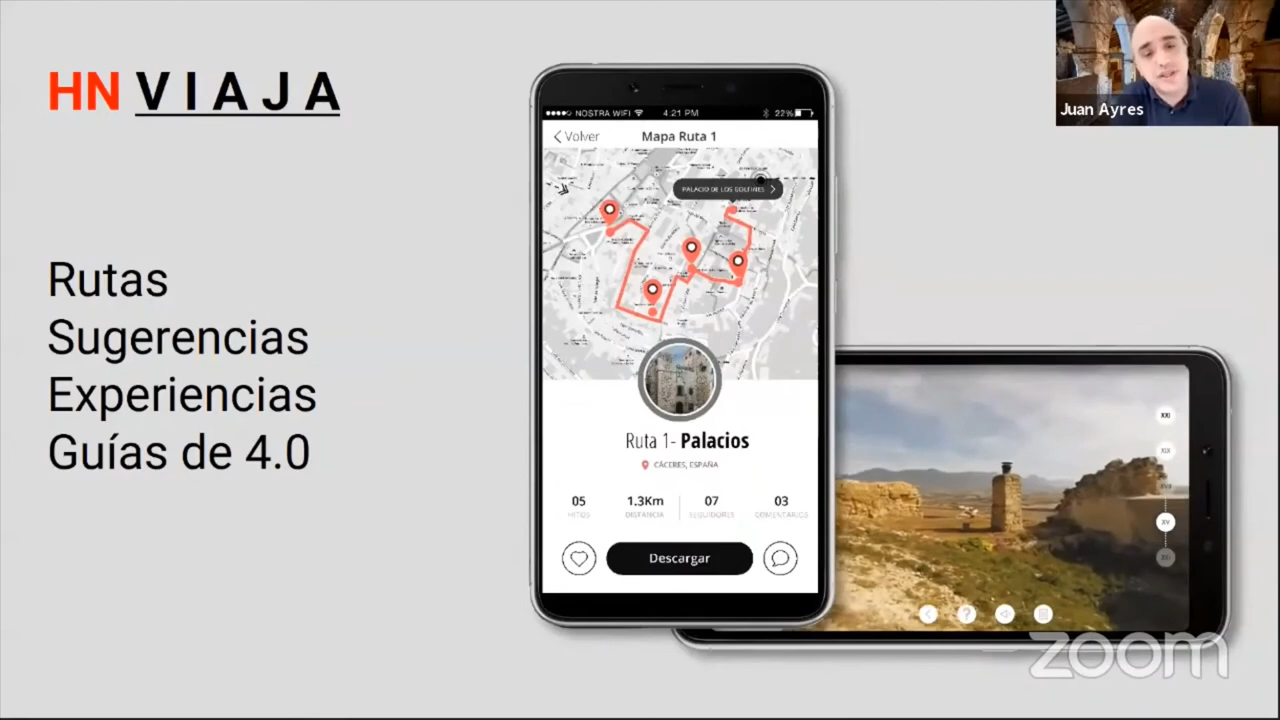 HN VIAJA
Rutas
Sugerencias
Experiencias
Guías de 4.0
NOSTRA WIFI 4:21 PM 22%
Volver Mapa Ruta 1
PALACIO DE LOS GOLFINES
Ruta 1- Palacios
CÁCERES, ESPAÑA
05 1.3Km 07 03
HITOS DISTANCIA SEGUIDORES COMENTARIOS
Descargar
XXI
XIX
XV
Juan Ayres
zoom